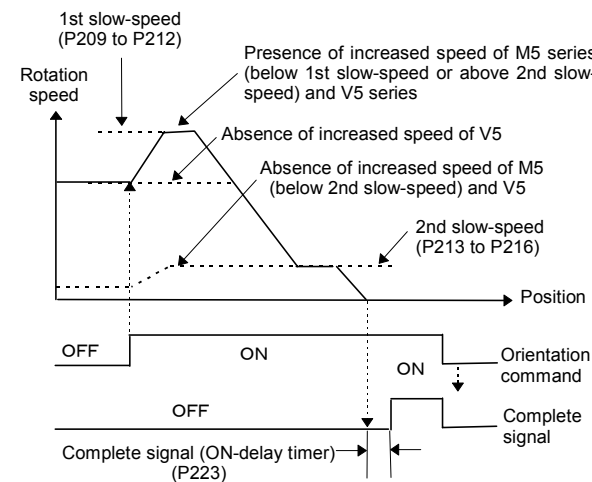 1st slow-speed
(P209 to P212)
Rotation
speed
Presence of increased speed of M5 series
(below 1st slow-speed or above 2nd slow-
speed) and V5 series
Absence of increased speed of V5
Absence of increased speed of M5
(below 2nd slow-speed) and V5
2nd slow-speed
(P213 to P216)
Position
OFF
ON
ON
Orientation
command
OFF
Complete
signal
Complete signal (ON-delay timer)
(P223)